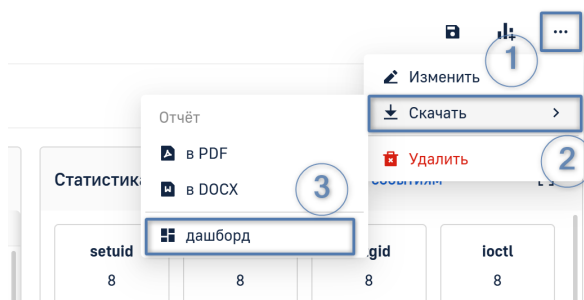 1
Изменить
Отчёт
Скачать
в PDF
Удалить
2
Статистика
событиям
в DOCX
3
дашборд
setuid
gid
ioctl
8
8
8
8